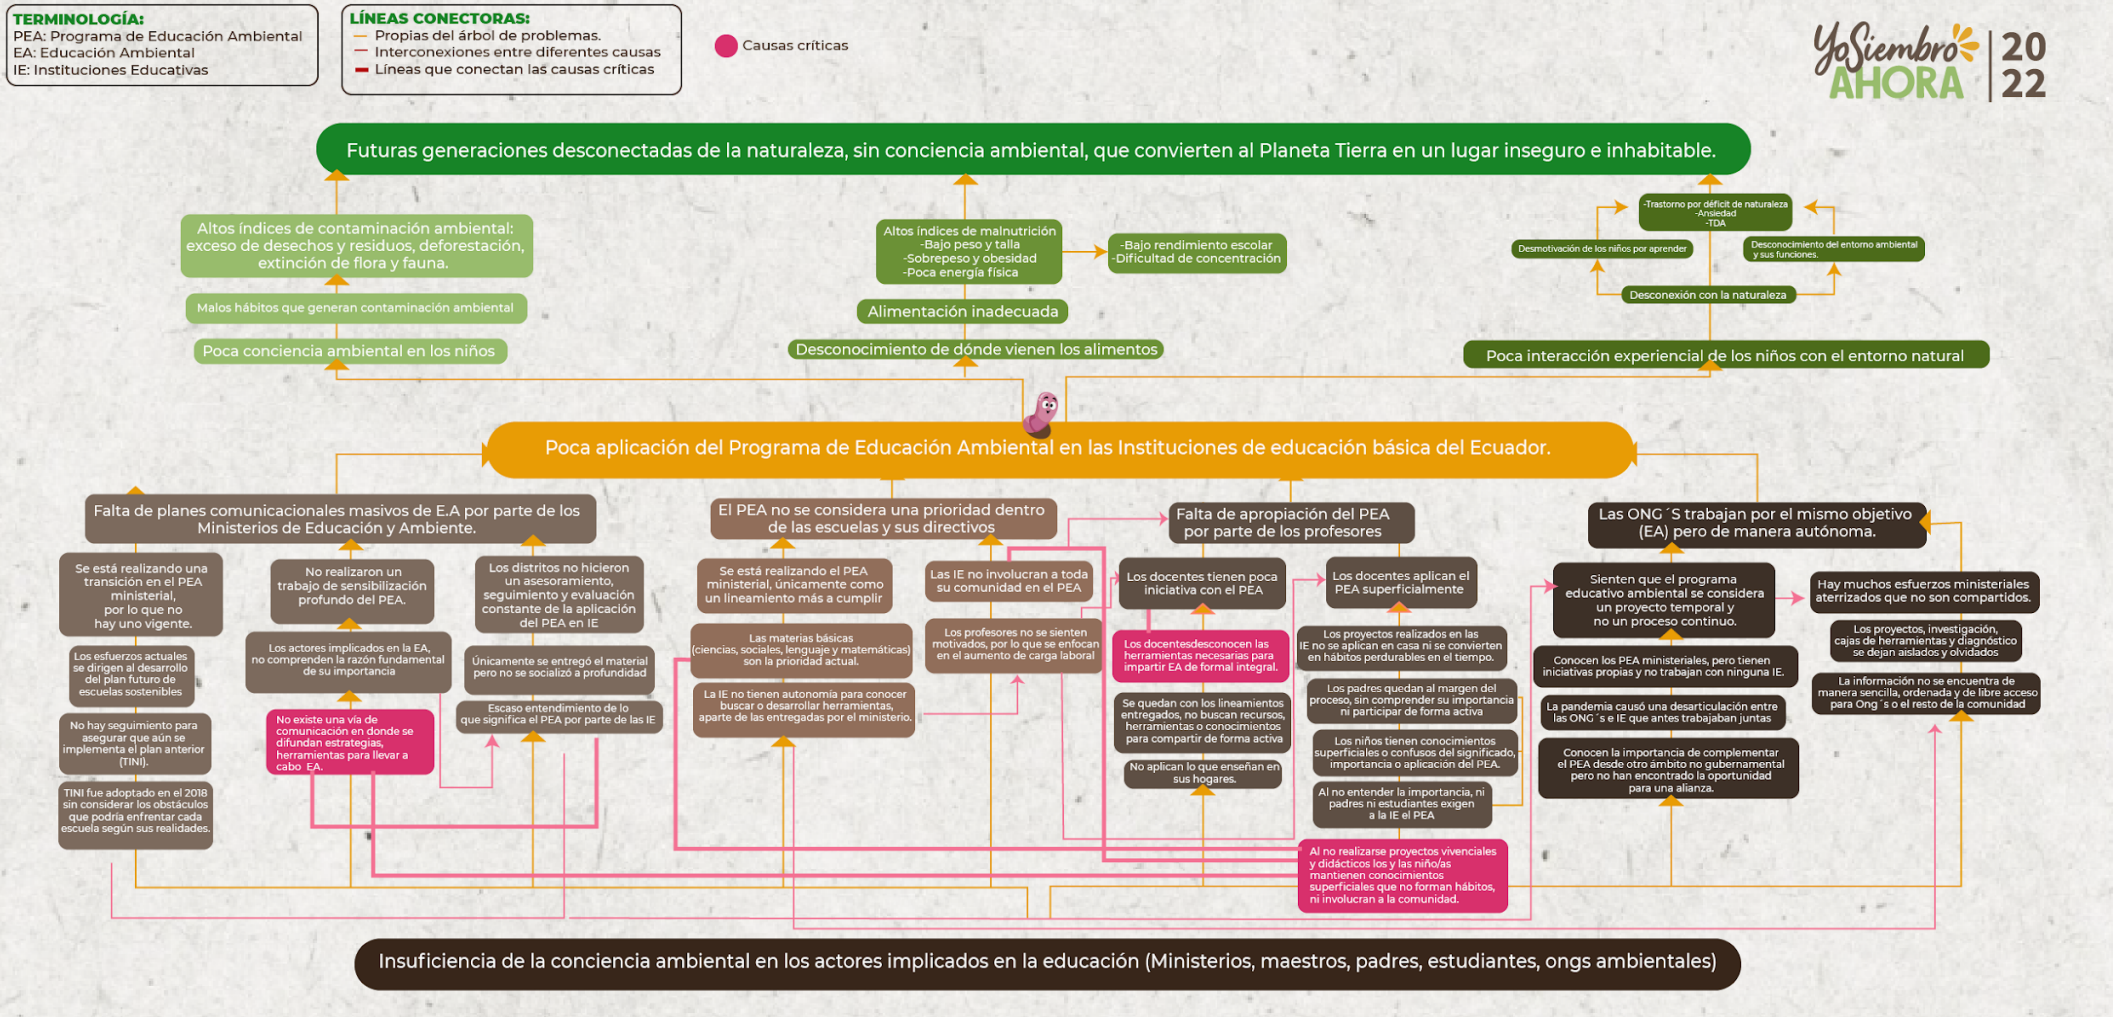 TERMINOLOGÍA:
PEA: Programa de Educación Ambiental
EA: Educación Ambiental
IE: Instituciones Educativas
LÍNEAS CONECTORAS:
Propias del árbol de problemas.
Interconexiones entre diferentes causas
Líneas que conectan las causas críticas
Causas críticas
YoSiembro
AHORA
20
22
Futuras generaciones desconectadas de la naturaleza, sin conciencia ambiental, que convierten al Planeta Tierra en un lugar inseguro e inhabitable.
Altos índices de contaminación ambiental:
exceso de desechos y residuos, deforestación,
extinción de flora y fauna.
Malos hábitos que generan contaminación ambiental
Poca conciencia ambiental en los niños
Altos índices de malnutrición
-Bajo peso y talla
-Sobrepeso y obesidad
-Poca energía física
-Bajo rendimiento escolar
-Dificultad de concentración
Alimentación inadecuada
Desconocimiento de dónde vienen los alimentos
-Trastorno por déficit de naturaleza
-Ansiedad
-TDA
Desmotivación de los niños por aprender
Desconocimiento del entorno ambiental
y sus funciones.
Desconexión con la naturaleza
Poca interacción experiencial de los niños con el entorno natural
Poca aplicación del Programa de Educación Ambiental en las Instituciones de educación básica del Ecuador.
Falta de planes comunicacionales masivos de E.A por parte de los
Ministerios de Educación y Ambiente.
Se está realizando una
transición en el PEA
ministerial,
por lo que no
hay uno vigente.
Los esfuerzos actuales
se dirigen al desarrollo
del plan futuro de
escuelas sostenibles
No hay seguimiento para
asegurar que aún se
implementa el plan anterior
(TINI).
TINI fue adoptado en el 2018
sin considerar los obstáculos
que podría enfrentar cada
escuela según sus realidades.
No realizaron un
trabajo de sensibilización
profundo del PEA.
Los actores implicados en la EA,
no comprenden la razón fundamental
de su importancia
No existe una vía de
comunicación en donde se
difundan estrategias,
herramientas para llevar a
cabo EA.
Los distritos no hicieron
un asesoramiento,
seguimiento y evaluación
constante de la aplicación
del PEA en IE
Únicamente se entregó el material
pero no se socializó a profundidad
Escaso entendimiento de lo
que significa el PEA por parte de las IE
El PEA no se considera una prioridad dentro
de las escuelas y sus directivos
Se está realizando el PEA
ministerial, únicamente como
un lineamiento más a cumplir
Las materias básicas
(ciencias, sociales, lenguaje y matemáticas)
son la prioridad actual.
La IE no tienen autonomía para conocer
buscar o desarrollar herramientas,
aparte de las entregadas por el ministerio.
Las IE no involucran a toda
su comunidad en el PEA
Los profesores no se sienten
motivados, por lo que se enfocan
en el aumento de carga laboral
Falta de apropiación del PEA
por parte de los profesores
Los docentes tienen poca
iniciativa con el PEA
Los docentesdesconocen las
herramientas necesarias para
impartir EA de formal integral.
Se quedan con los lineamientos
entregados, no buscan recursos,
herramientas o conocimientos
para compartir de forma activa
No aplican lo que enseñan en
sus hogares.
Los docentes aplican el
PEA superficialmente
Los proyectos realizados en las
IE no se aplican en casa ni se convierten
en hábitos perdurables en el tiempo.
Los padres quedan al margen del
proceso, sin comprender su importancia
ni participar de forma activa
Los niños tienen conocimientos
superficiales o confusos del significado,
importancia o aplicación del PEA.
Al no entender la importancia, ni
padres ni estudiantes exigen
a la IE el PEA
Al no realizarse proyectos vivenciales
y didácticos los y las niño/as
mantienen conocimientos
superficiales que no forman hábitos,
ni involucran a la comunidad.
Las ONG´S trabajan por el mismo objetivo
(EA) pero de manera autónoma.
Sienten que el programa
educativo ambiental se considera
un proyecto temporal y
no un proceso continuo.
Conocen los PEA ministeriales, pero tienen
iniciativas propias y no trabajan con ninguna IE.
La pandemia causó una desarticulación entre
las ONG´s e IE que antes trabajaban juntas
Conocen la importancia de complementar
el PEA desde otro ámbito no gubernamental
pero no han encontrado la oportunidad
para una alianza.
Hay muchos esfuerzos ministeriales
aterrizados que no son compartidos.
Los proyectos, investigación,
cajas de herramientas y diagnóstico
se dejan aislados y olvidados
La información no se encuentra de
manera sencilla, ordenada y de libre acceso
para Ong´s o el resto de la comunidad
Insuficiencia de la conciencia ambiental en los actores implicados en la educación (Ministerios, maestros, padres, estudiantes, ongs ambientales)